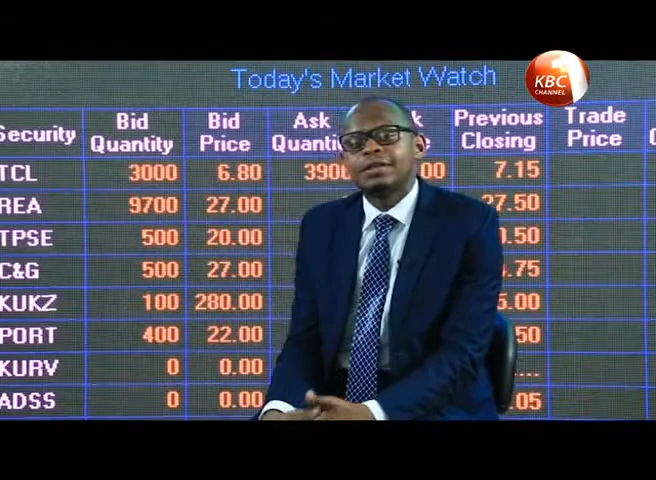 1
KBC
CHANNEL
Today's Market Watch
Security Bid Quantity Bid Price Ask Quantity Previous Closing Trade Price
TCL 3000 6.80 3900 7.15
REA 9700 27.00 27.50
TPSE 500 20.00
C&G 500 27.00
KUKZ 100 280.00
PORT 400 22.00
KURV 0 0.00
ADSS 0 0.00